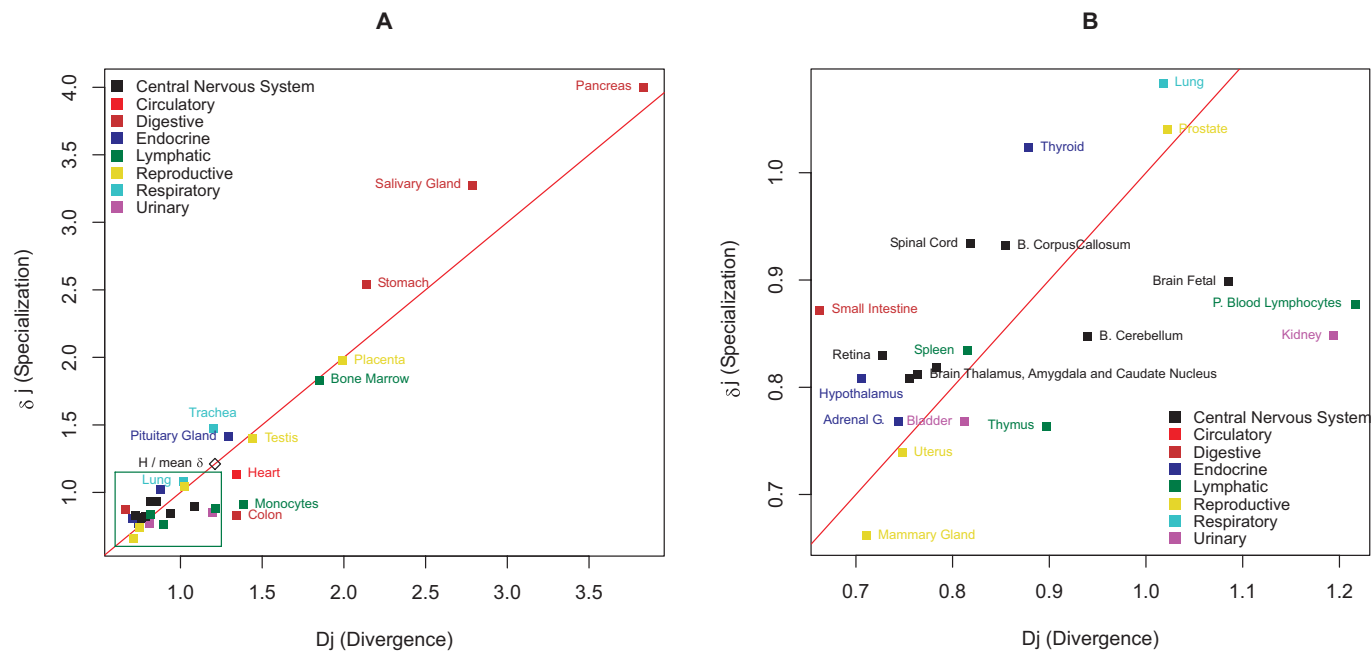 A
4.0
3.5
3.0
2.5
2.0
1.5
1.0
δ j (Specialization)
Central Nervous System
Circulatory
Digestive
Endocrine
Lymphatic
Reproductive
Respiratory
Urinary
Pancreas
Salivary Gland
Stomach
Placenta
Bone Marrow
Trachea
Pituitary Gland
Testis
H / mean δ
Heart
Lung
Monocytes
Colon
1.0 1.5 2.0 2.5 3.0 3.5
Dj (Divergence)
B
1.0
0.9
0.8
0.7
δj (Specialization)
Lung
Prostate
Thyroid
Spinal Cord
B. CorpusCallosum
Brain Fetal
P. Blood Lymphocytes
Small Intestine
Kidney
B. Cerebellum
Retina
Spleen
Brain Thalamus, Amygdala and Caudate Nucleus
Hypothalamus
Adrenal G.
Bladder
Thymus
Uterus
Mammary Gland
Central Nervous System
Circulatory
Digestive
Endocrine
Lymphatic
Reproductive
Respiratory
Urinary
0.7 0.8 0.9 1.0 1.1 1.2
Dj (Divergence)